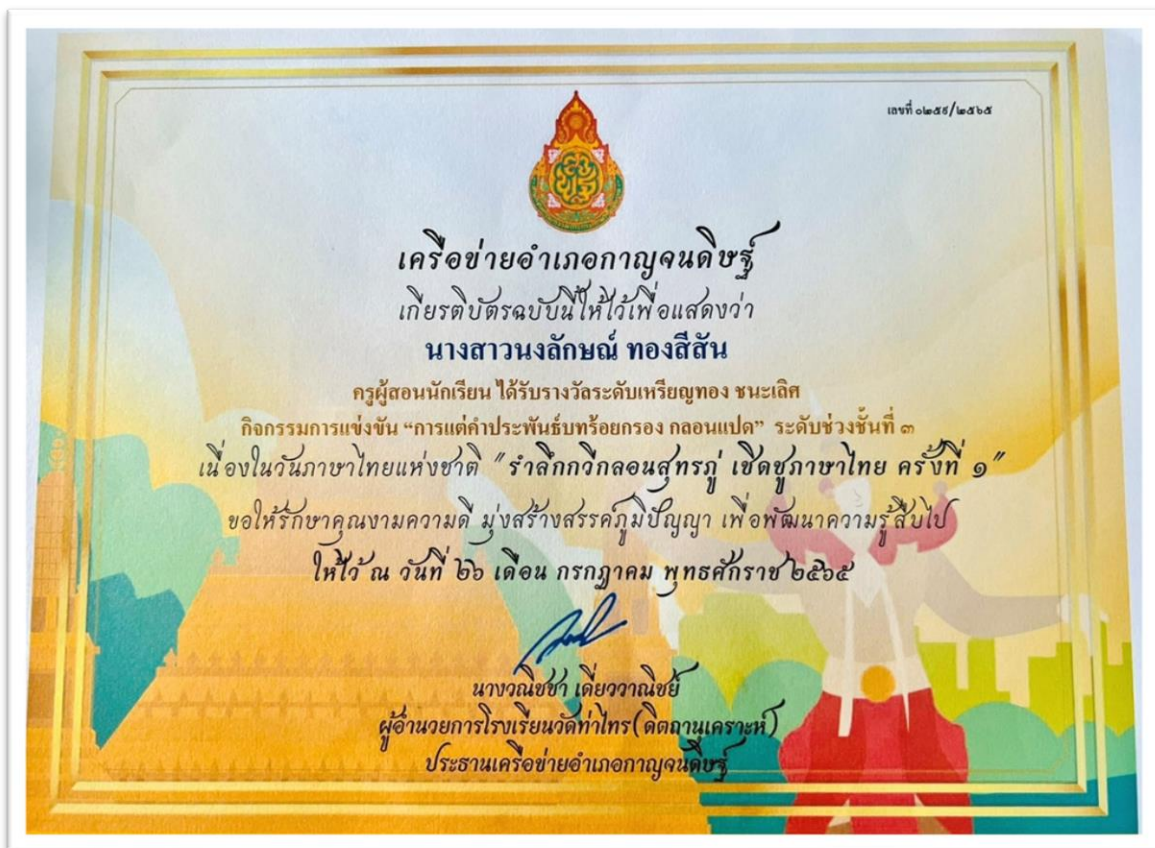 เลขที่ ๐๒๕๙/๒๕๖๕
เครือข่ายอำเภอกาญจนดิษฐ์
เกียรติบัตรฉบับนี้ให้ไว้เพื่อแสดงว่า
นางสาวนงลักษณ์ ทองสีสัน
ครูผู้สอนนักเรียน ได้รับรางวัลระดับเหรียญทอง ชนะเลิศ
กิจกรรมการแข่งขัน “การแต่คำประพันธ์บทร้อยกรอง กลอนแปด” ระดับช่วงชั้นที่ ๓
เนื่องในวันภาษาไทยแห่งชาติ "รำลึกกวีกลอนสุทรภู่ เชิดชูภาษาไทย ครั้งที่ ๑"
ขอให้รักษาคุณงามความดี มุ่งสร้างสรรค์ภูมิปัญญา เพื่อพัฒนาความรู้สืบไป
ให้ไว้ ณ วันที่ ๒๖ เดือน กรกฎาคม พุทธศักราช ๒๕๖๕
นางวณิชชา เดี่ยววาณิชย์
ผู้อำนวยการโรงเรียนวัดท่าไทร(ดิตถานุเคราะห์)
ประธานเครือข่ายอำเภอกาญจนดิษฐ์